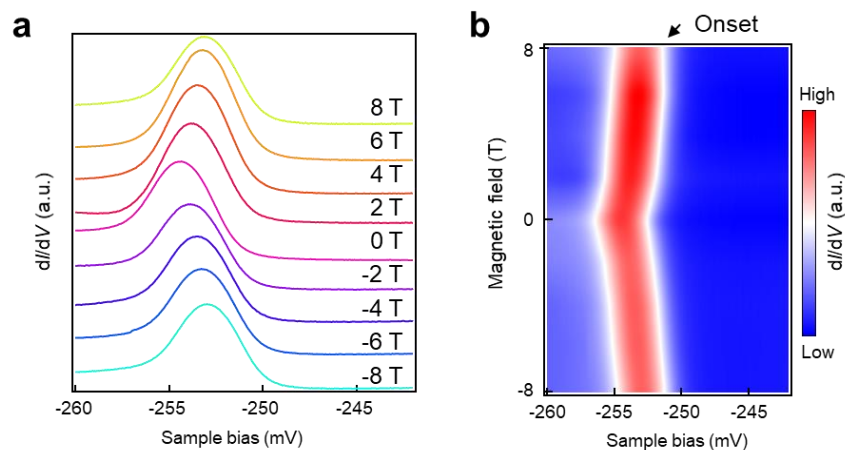 a
8 T
6 T
4 T
2 T
0 T
-2 T
-4 T
-6 T
-8 T
dI/dV (a.u.)
-260
-255
-250
-245
Sample bias (mV)
b
Onset
8
0
-8
Magnetic field (T)
-260
-255
-250
-245
Sample bias (mV)
High
Low
dI/dV (a.u.)